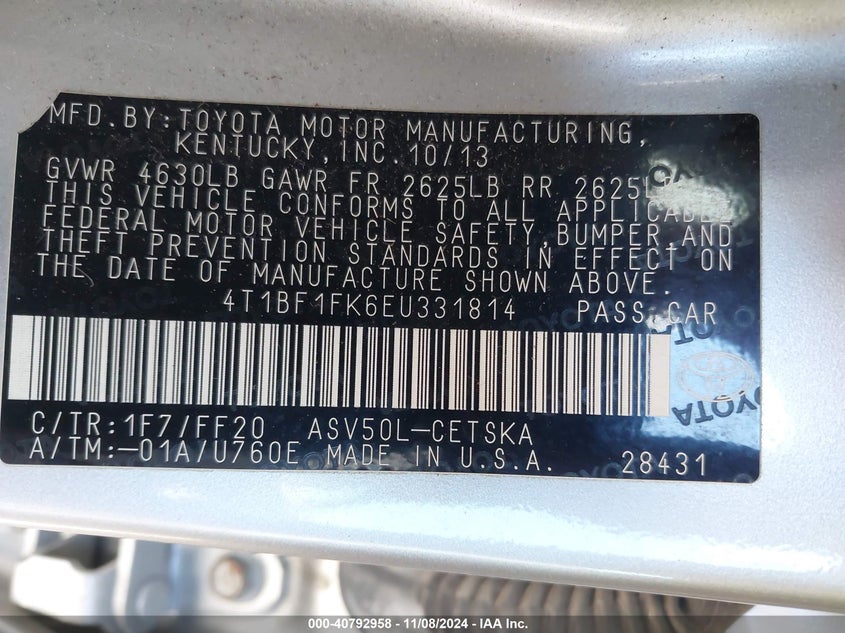 MFD.BY:TOYOTA MOTOR MANUFACTURING,
KENTUCKY,INC.10/13
GVWR 4630LB GAWR FR 2625LB RR 2625LB
THIS VEHICLE CONFORMS TO ALL APPLICABLE
FEDERAL MOTOR VEHICLE SAFETY,BUMPER,AND
THEFT PREVENTION STANDARDS IN EFFECT ON
THE DATE OF MANUFACTURE SHOWN ABOVE.
4T1BF1FK6EU331814 PASS.CAR
TOYOTA
C/TR:1F7/FF20 ASV50L-CETSKA
A/TM:-01A/U760E MADE IN U.S.A. 28431
000-40792958 - 11/08/2024 - IAA Inc.